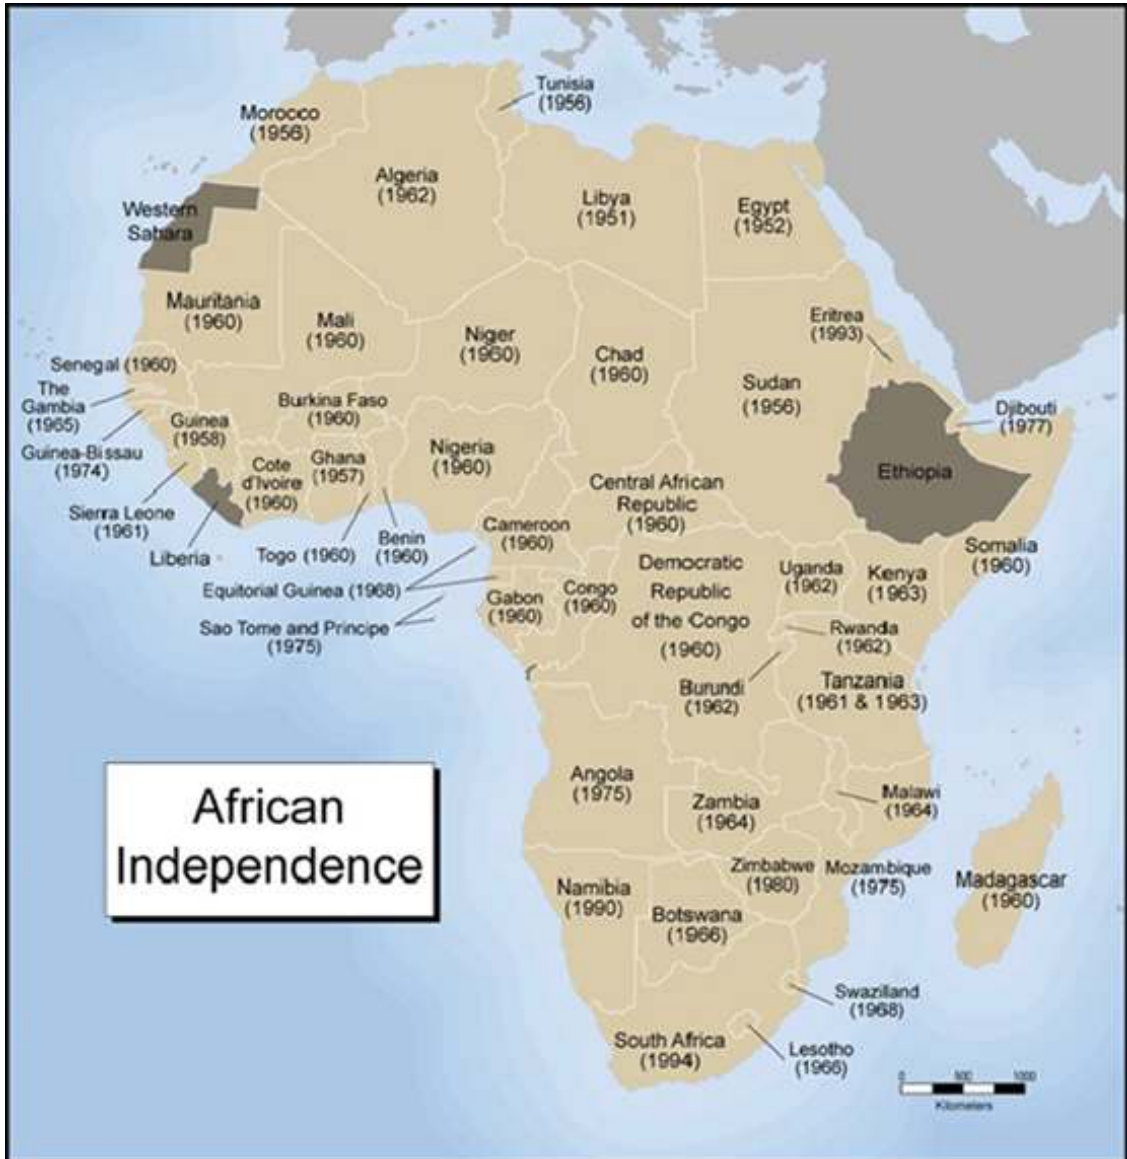 Tunisia
(1956)
Morocco
(1956)
Algeria
(1962)
Libya
(1951)
Egypt
(1952)
Western
Sahara
Mauritania
(1960)
Mali
(1960)
Niger
(1960)
Chad
(1960)
Sudan
(1956)
Eritrea
(1993)
Senegal (1960)
The
Gambia
(1965)
Guinea-Bissau
(1974)
Guinea
(1958)
Burkina Faso
(1960)
Nigeria
(1960)
Djibouti
(1977)
Ethiopia
Cote
d'Ivoire
(1960)
Ghana
(1957)
Sierra Leone
(1961)
Liberia
Togo (1960)
Benin
(1960)
Cameroon
(1960)
Central African
Republic
(1960)
Somalia
(1960)
Equitorial Guinea (1968)
Gabon
(1960)
Congo
(1960)
Democratic
Republic
of the Congo
(1960)
Uganda
(1962)
Kenya
(1963)
Sao Tome and Principe
(1975)
Rwanda
(1962)
Burundi
(1962)
Tanzania
(1961 & 1963)
Angola
(1975)
Zambia
(1964)
Malawi
(1964)
African
Independence
Namibia
(1990)
Botswana
(1966)
Zimbabwe
(1980)
Mozambique
(1975)
Madagascar
(1960)
Swazilland
(1968)
South Africa
(1994)
Lesotho
(1966)
0 500 1000
Kilometers